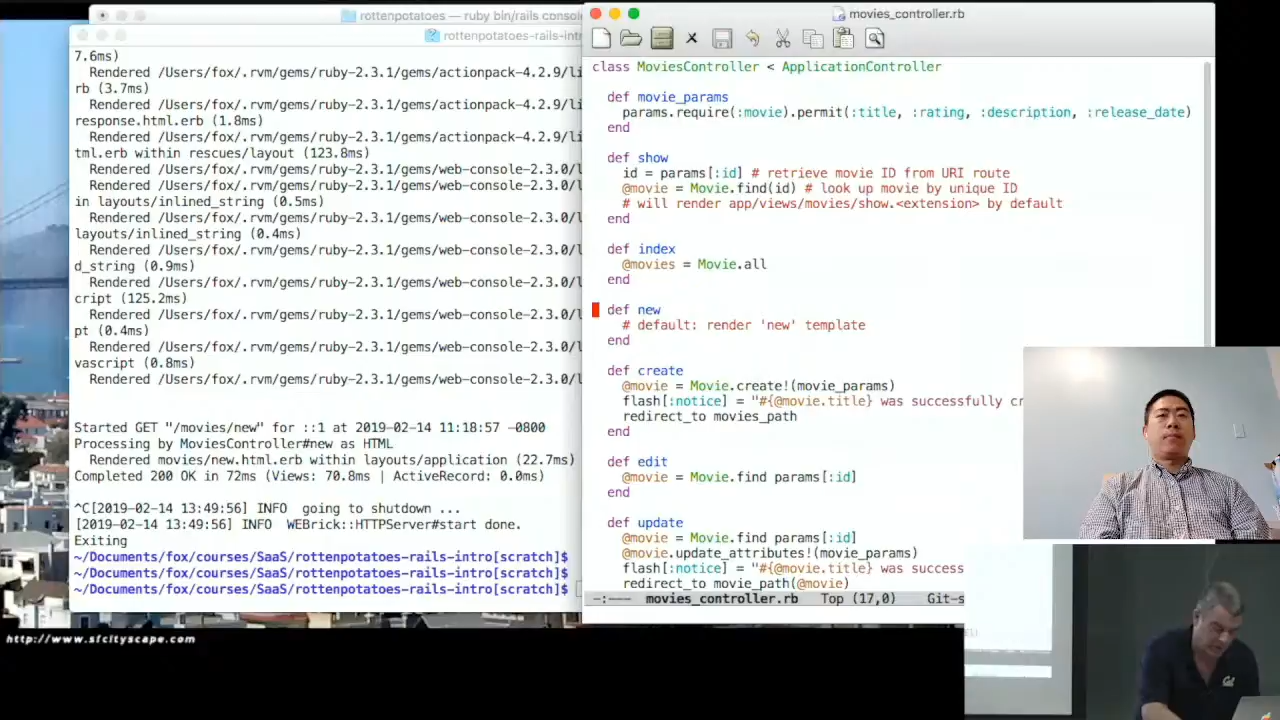 rottenpotatoes — ruby bin/rails conso
rottenpotatoes-rails-int
7.6ms)
Rendered /Users/fox/.rvm/gems/ruby-2.3.1/gems/actionpack-4.2.9/li
rb (3.7ms)
Rendered /Users/fox/.rvm/gems/ruby-2.3.1/gems/actionpack-4.2.9/li
response.html.erb (1.8ms)
Rendered /Users/fox/.rvm/gems/ruby-2.3.1/gems/actionpack-4.2.9/li
tml.erb within rescues/layout (123.8ms)
Rendered /Users/fox/.rvm/gems/ruby-2.3.1/gems/web-console-2.3.0/l
Rendered /Users/fox/.rvm/gems/ruby-2.3.1/gems/web-console-2.3.0/l
in layouts/inlined_string (0.5ms)
Rendered /Users/fox/.rvm/gems/ruby-2.3.1/gems/web-console-2.3.0/l
layouts/inlined_string (0.4ms)
Rendered /Users/fox/.rvm/gems/ruby-2.3.1/gems/web-console-2.3.0/l
d_string (0.9ms)
Rendered /Users/fox/.rvm/gems/ruby-2.3.1/gems/web-console-2.3.0/l
cript (125.2ms)
Rendered /Users/fox/.rvm/gems/ruby-2.3.1/gems/web-console-2.3.0/l
pt (0.4ms)
Rendered /Users/fox/.rvm/gems/ruby-2.3.1/gems/web-console-2.3.0/l
vascript (0.8ms)
Rendered /Users/fox/.rvm/gems/ruby-2.3.1/gems/web-console-2.3.0/l
Started GET "/movies/new" for ::1 at 2019-02-14 11:18:57 -0800
Processing by MoviesController#new as HTML
Rendered movies/new.html.erb within layouts/application (22.7ms)
Completed 200 OK in 72ms (Views: 70.8ms | ActiveRecord: 0.0ms)
^C[2019-02-14 13:49:56] INFO  going to shutdown ...
[2019-02-14 13:49:56] INFO  WEBrick::HTTPServer#start done.
Exiting
~/Documents/fox/courses/SaaS/rottenpotatoes-rails-intro[scratch]$
~/Documents/fox/courses/SaaS/rottenpotatoes-rails-intro[scratch]$
~/Documents/fox/courses/SaaS/rottenpotatoes-rails-intro[scratch]$
http://www.sfcityscape.com
movies_controller.rb
class MoviesController < ApplicationController
def movie_params
params.require(:movie).permit(:title, :rating, :description, :release_date)
end
def show
id = params[:id] # retrieve movie ID from URI route
@movie = Movie.find(id) # look up movie by unique ID
# will render app/views/movies/show.<extension> by default
end
def index
@movies = Movie.all
end
def new
# default: render 'new' template
end
def create
@movie = Movie.create!(movie_params)
flash[:notice] = "#{@movie.title} was successfully cr
redirect_to movies_path
end
def edit
@movie = Movie.find params[:id]
end
def update
@movie = Movie.find params[:id]
@movie.update_attributes!(movie_params)
flash[:notice] = "#{@movie.title} was success
redirect_to movie_path(@movie)
-:--- movies_controller.rb Top (17,0) Git-s
Cal